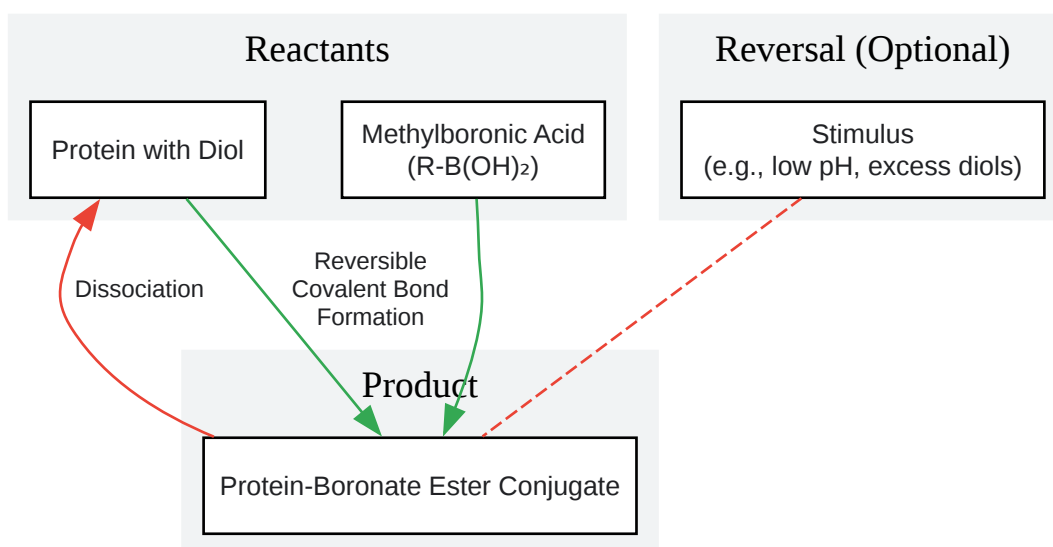 Reactants
Reversal (Optional)
Protein with Diol
Methylboronic Acid
(R-B(OH)₂)
Stimulus
(e.g., low pH, excess diols)
Dissociation
Reversible
Covalent Bond
Formation
Product
Protein-Boronate Ester Conjugate